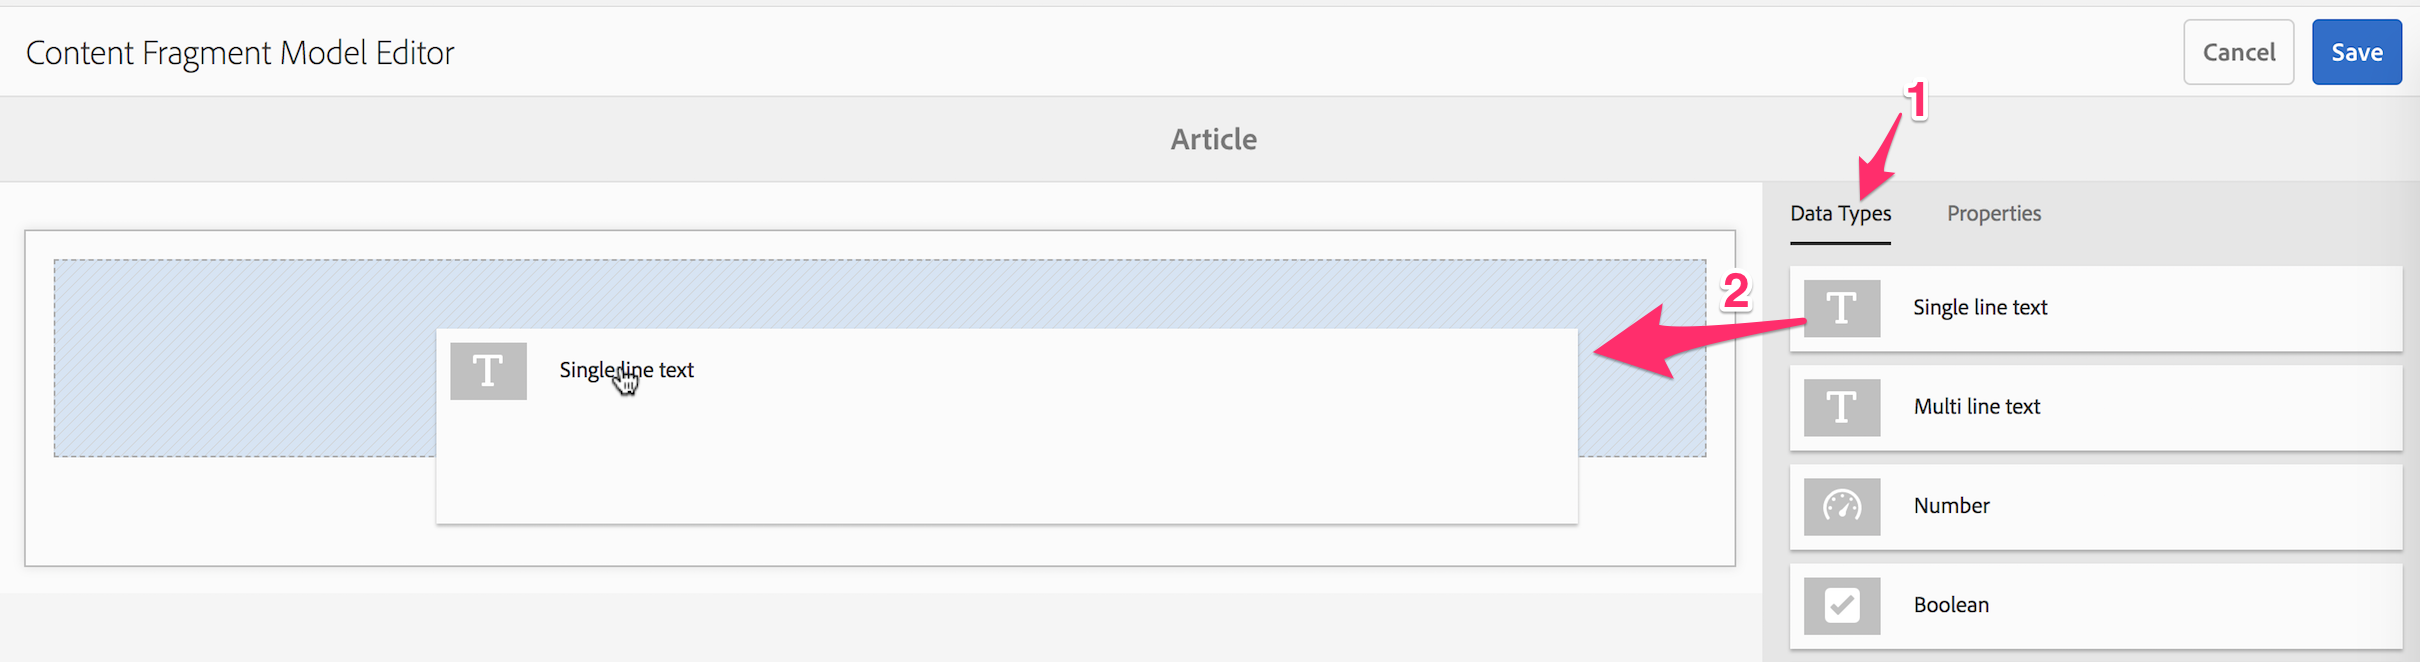 Content Fragment Model Editor
Cancel
Save
1
Article
Data Types
Properties
2
T Single line text
T Single line text
T Multi line text
Number
Boolean